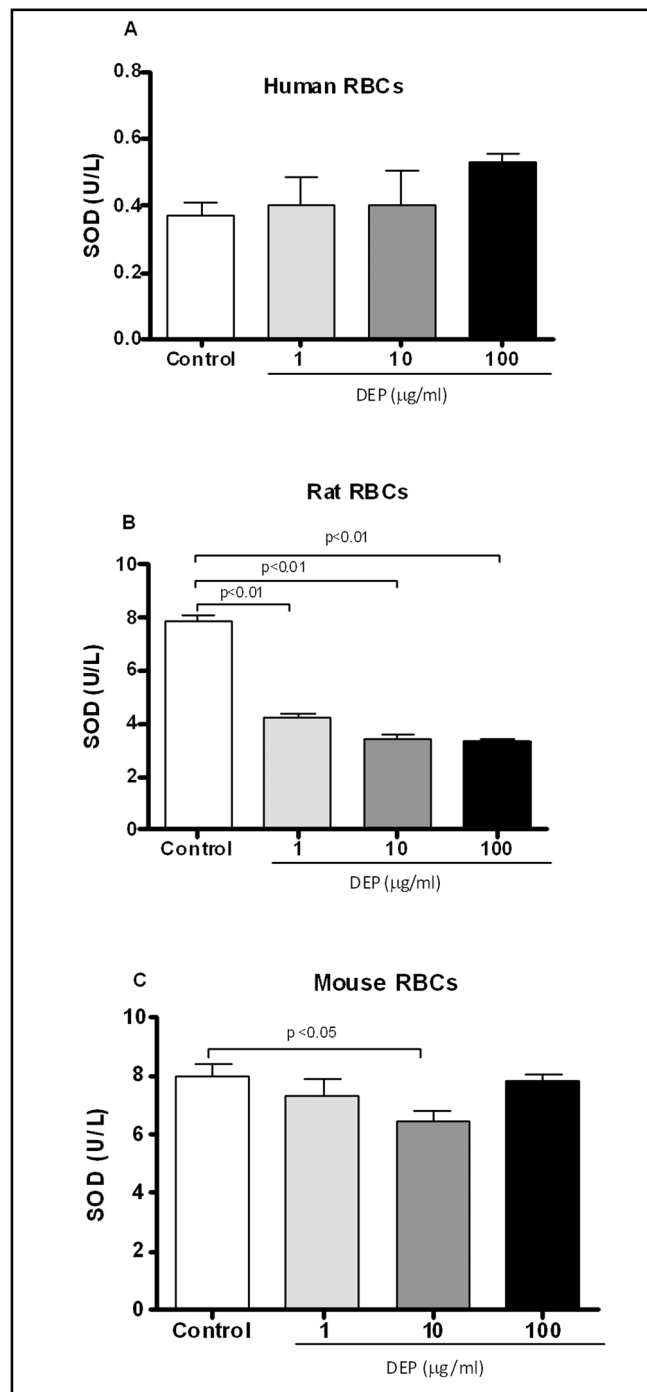 A
Human RBCs
SOD (U/L)
0.8
0.6
0.4
0.2
0.0
Control 1 10 100
DEP (µg/ml)
Rat RBCs
B
p<0.01
p<0.01
p<0.01
SOD (U/L)
10
8
6
4
2
0
Control 1 10 100
DEP (µg/ml)
C
Mouse RBCs
p <0.05
SOD (U/L)
10
8
6
4
2
0
Control 1 10 100
DEP (µg/ml)